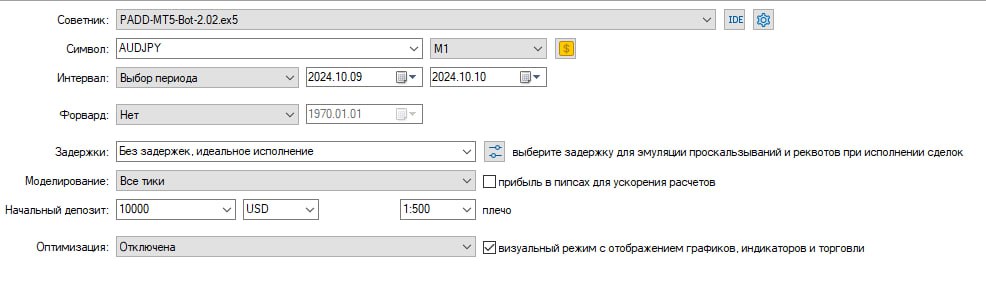 Советник: PADD-MT5-Bot-2.02.ex5 IDE
Символ: AUDJPY M1 $
Интервал: Выбор периода 2024.10.09 2024.10.10
Форвард: Нет 1970.01.01
Задержки: Без задержек, идеальное исполнение выберите задержку для эмуляции проскальзываний и реквотов при исполнении сделок
Моделирование: Все тики прибыль в пипсах для ускорения расчетов
Начальный депозит: 10000 USD 1:500 плечо
Оптимизация: Отключена визуальный режим с отображением графиков, индикаторов и торговли